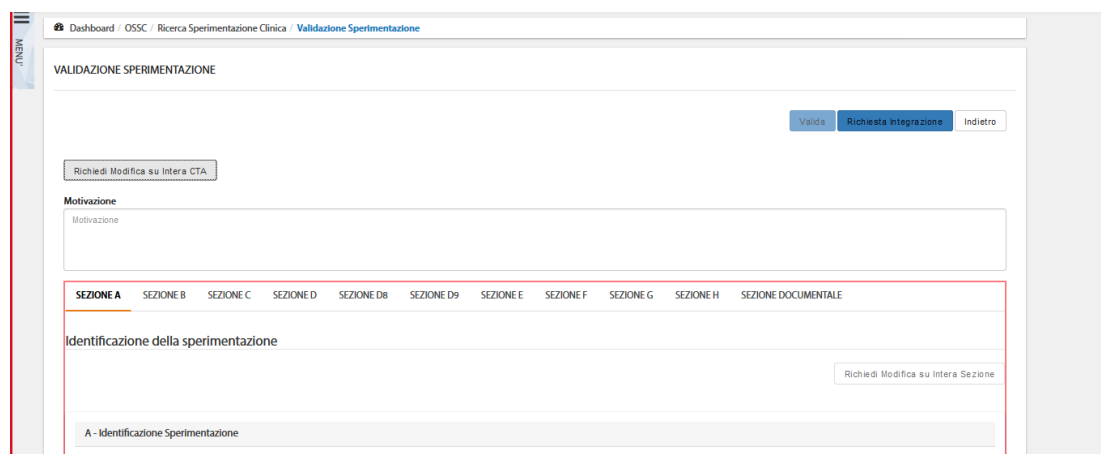 MENU'
Dashboard / OSSC / Ricerca Sperimentazione Clinica / Validazione Sperimentazione
VALIDAZIONE SPERIMENTAZIONE
Valida Richiesta Integrazione Indietro
Richiedi Modifica su Intera CTA
Motivazione
Motivazione
SEZIONE A SEZIONE B SEZIONE C SEZIONE D SEZIONE D8 SEZIONE D9 SEZIONE E SEZIONE F SEZIONE G SEZIONE H SEZIONE DOCUMENTALE
Identificazione della sperimentazione
Richiedi Modifica su Intera Sezione
A - Identificazione Sperimentazione